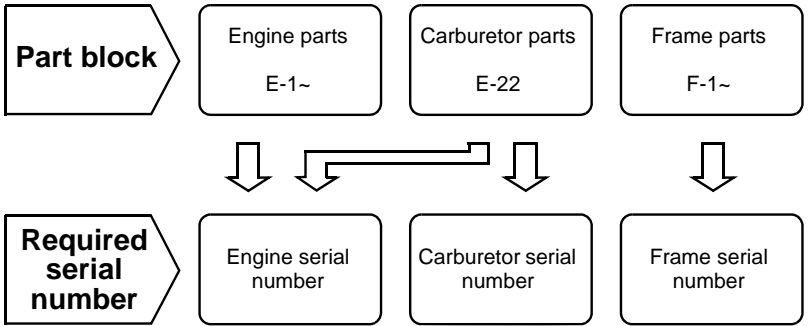 Part block
Engine parts
E-1~
Carburetor parts
E-22
Frame parts
F-1~
Required
serial
number
Engine serial
number
Carburetor serial
number
Frame serial
number